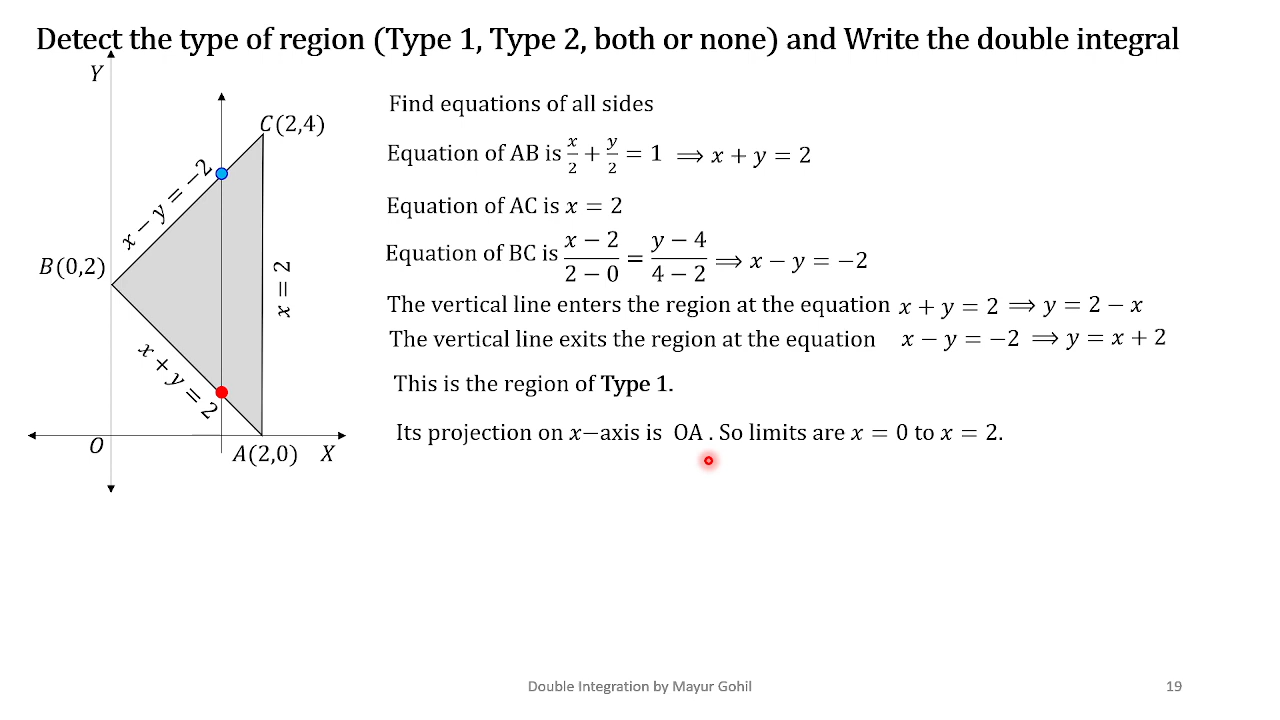 Detect the type of region (Type 1, Type 2, both or none) and Write the double integral
Y
C(2,4)
x − y = −2
B(0,2)
x = 2
x + y = 2
O
A(2,0)
X
Find equations of all sides
Equation of AB is x/2 + y/2 = 1 ⟹ x + y = 2
Equation of AC is x = 2
Equation of BC is (x − 2)/(2 − 0) = (y − 4)/(4 − 2) ⟹ x − y = −2
The vertical line enters the region at the equation x + y = 2 ⟹ y = 2 − x
The vertical line exits the region at the equation x − y = −2 ⟹ y = x + 2
This is the region of Type 1.
Its projection on x−axis is OA . So limits are x = 0 to x = 2.
Double Integration by Mayur Gohil
19